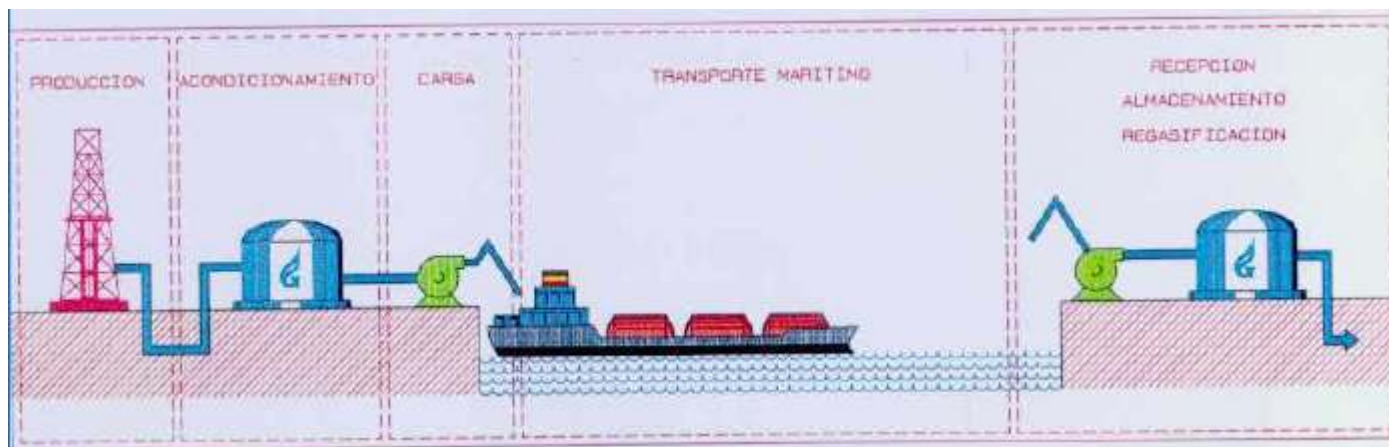 PRODUCCION
ACONDICIONAMIENTO
CARGA
TRANSPORTE MARITIMO
RECEPCION
ALMACENAMIENTO
REGASIFICACION
G
G